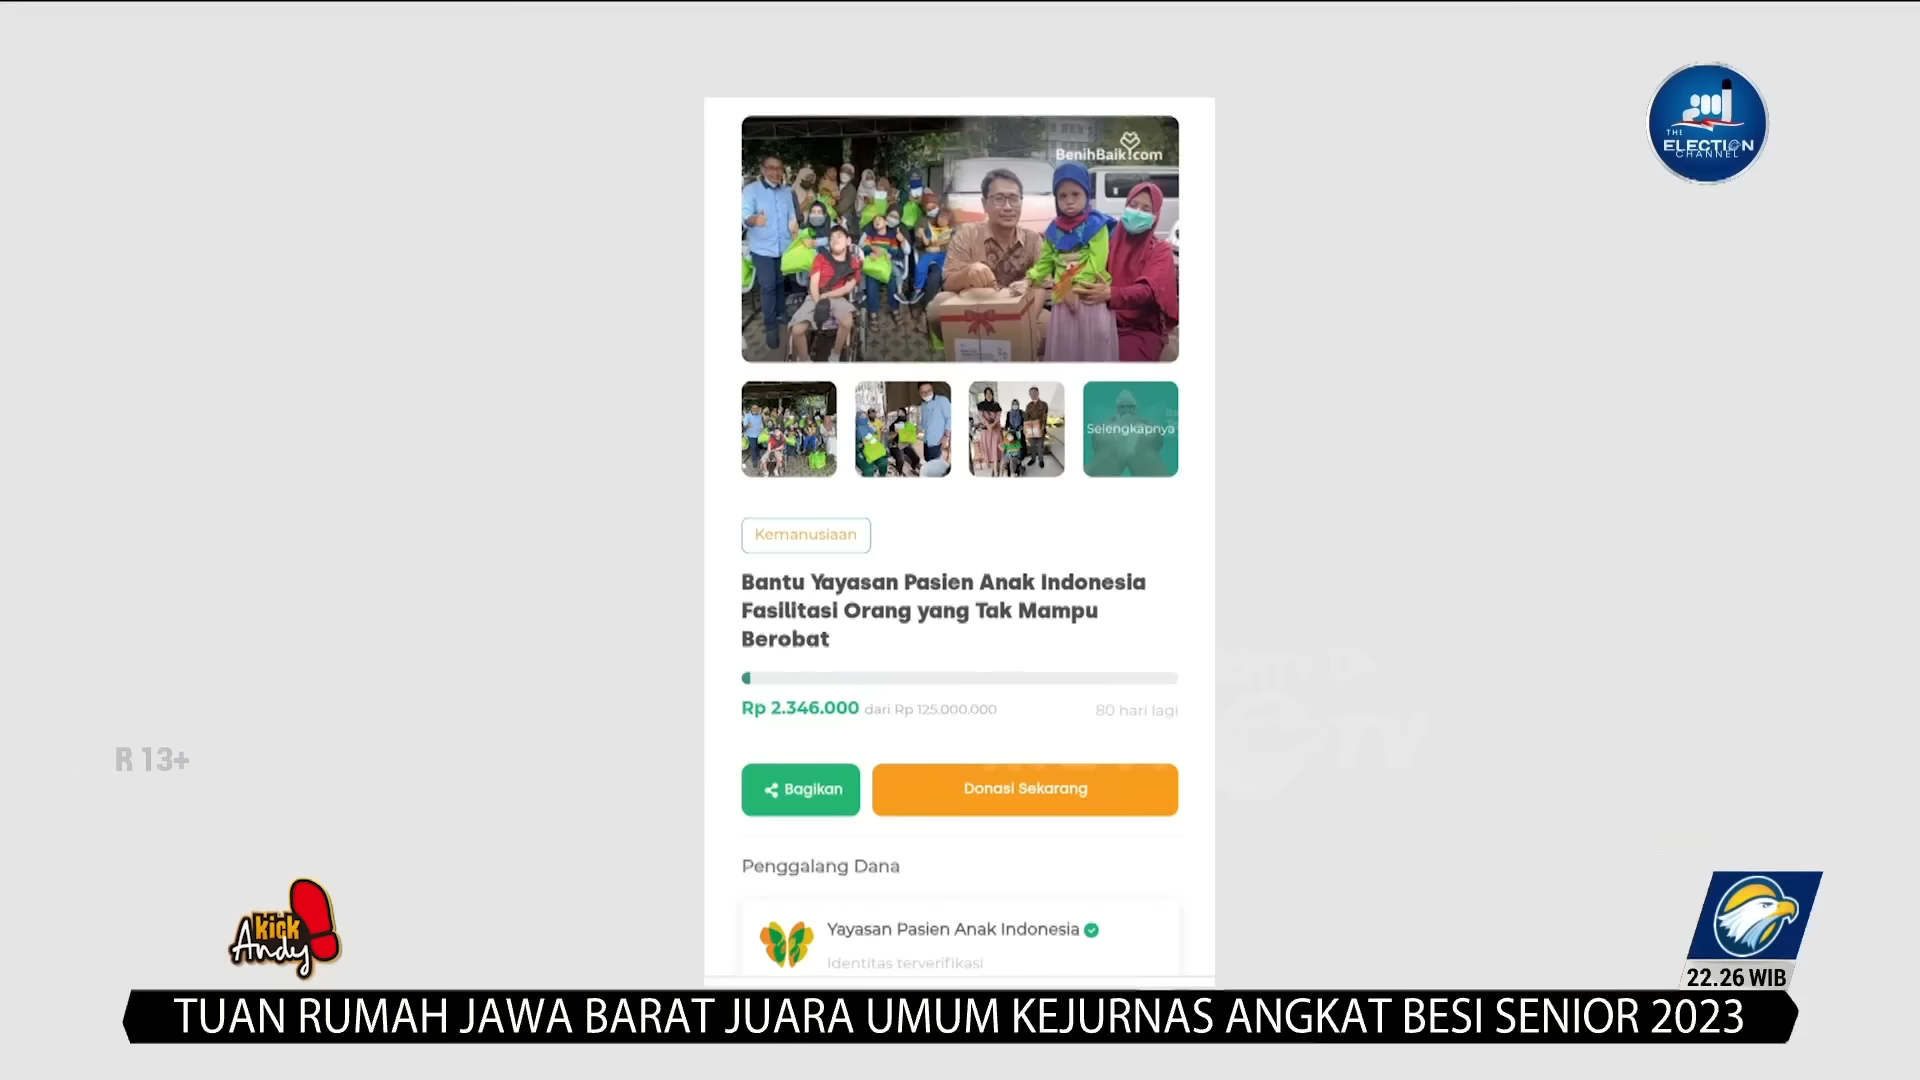 BenihBaik!com
THE
ELECTION
CHANNEL
Selengkapnya
Kemanusiaan
Bantu Yayasan Pasien Anak Indonesia
Fasilitasi Orang yang Tak Mampu
Berobat
Rp 2.346.000 dari Rp 125.000.000
80 hari lagi
R 13+
TV
Bagikan
Donasi Sekarang
Penggalang Dana
Yayasan Pasien Anak Indonesia
Identitas terverifikasi
kick
Andy
22.26 WIB
TUAN RUMAH JAWA BARAT JUARA UMUM KEJURNAS ANGKAT BESI SENIOR 2023